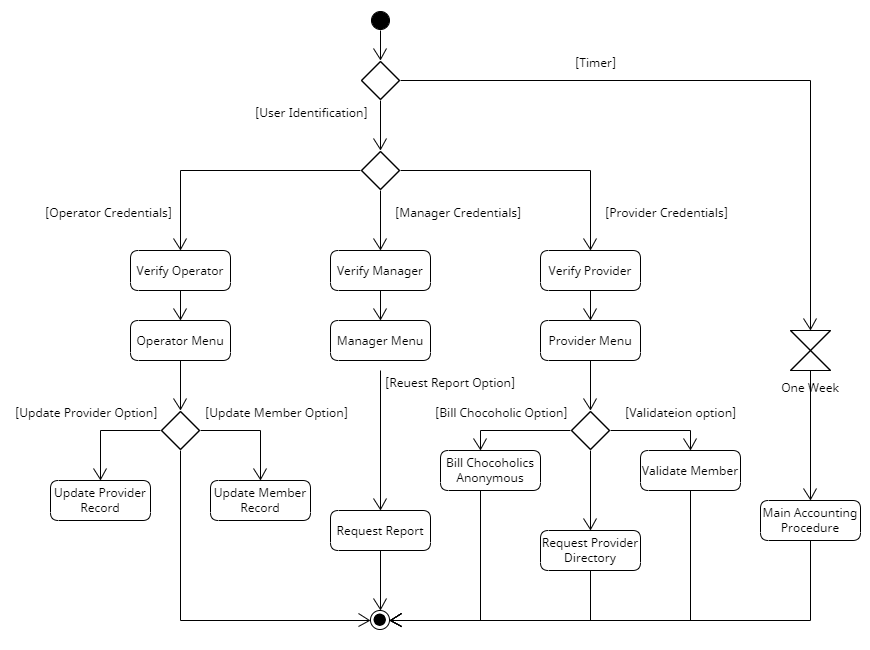 [Timer]
[User Identification]
[Operator Credentials]
[Manager Credentials]
[Provider Credentials]
Verify Operator
Verify Manager
Verify Provider
Operator Menu
Manager Menu
Provider Menu
One Week
[Reuest Report Option]
[Update Provider Option]
[Update Member Option]
[Bill Chocoholic Option]
[Validateion option]
Bill Chocoholics
Anonymous
Validate Member
Update Provider
Record
Update Member
Record
Main Accounting
Procedure
Request Report
Request Provider
Directory